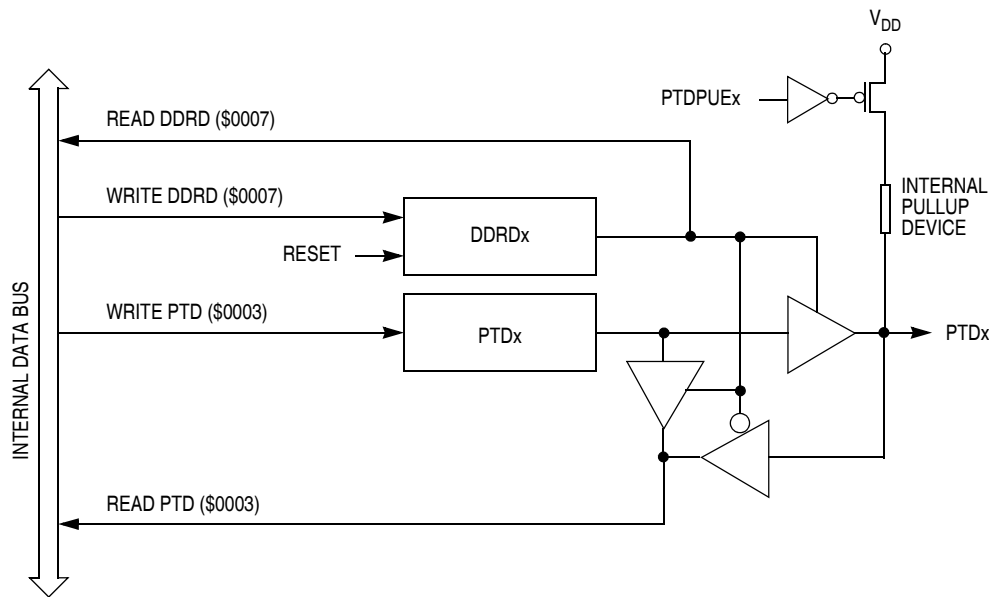 VDD
PTDPUEx
READ DDRD ($0007)
WRITE DDRD ($0007)
INTERNAL
PULLUP
DEVICE
DDRDx
RESET
WRITE PTD ($0003)
PTDx
PTDx
INTERNAL DATA BUS
READ PTD ($0003)